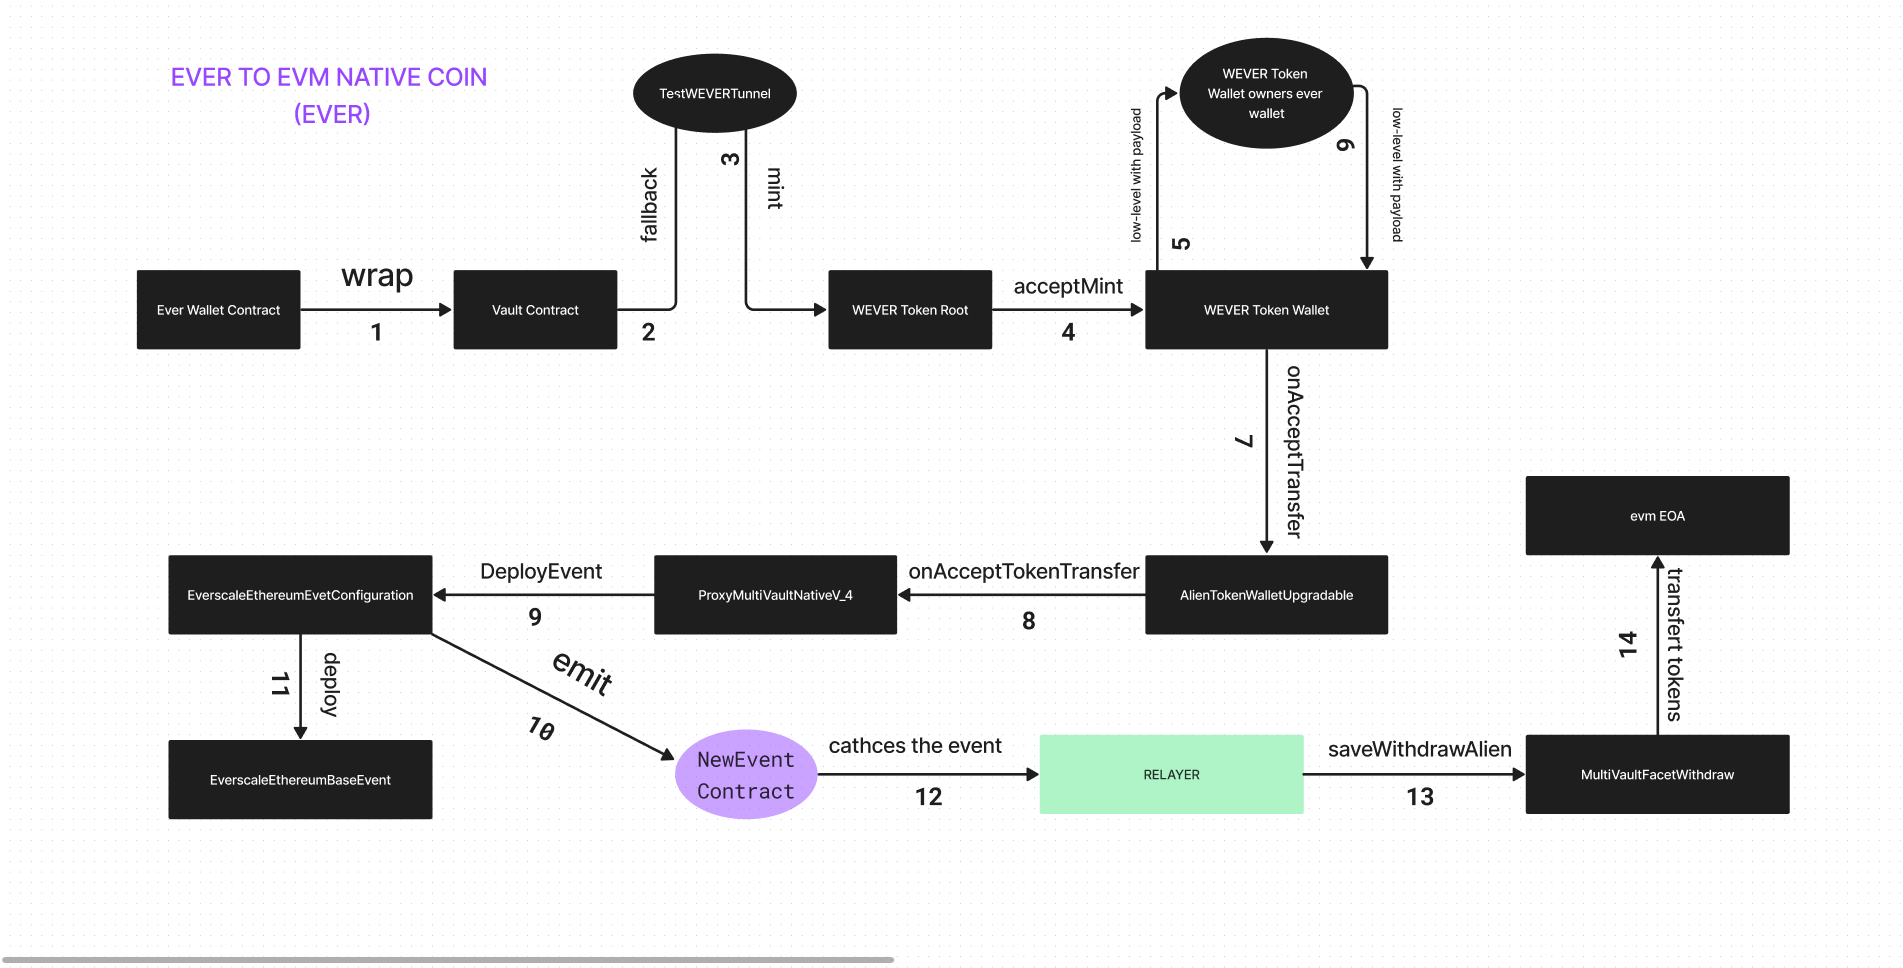 EVER TO EVM NATIVE COIN
(EVER)
TestWEVERTunnel
WEVER Token
Wallet owners ever
wallet
fallback
3
mint
low-level with payload
5
6
low-level with payload
Ever Wallet Contract
wrap
1
Vault Contract
2
WEVER Token Root
acceptMint
4
WEVER Token Wallet
7
onAcceptTransfer
evm EOA
EverscaleEthereumEvetConfiguration
DeployEvent
9
ProxyMultiVaultNativeV_4
onAcceptTokenTransfer
8
AlienTokenWalletUpgradable
14
transfert tokens
11
deploy
emit
10
EverscaleEthereumBaseEvent
NewEvent
Contract
cathces the event
12
RELAYER
saveWithdrawAlien
13
MultiVaultFacetWithdraw